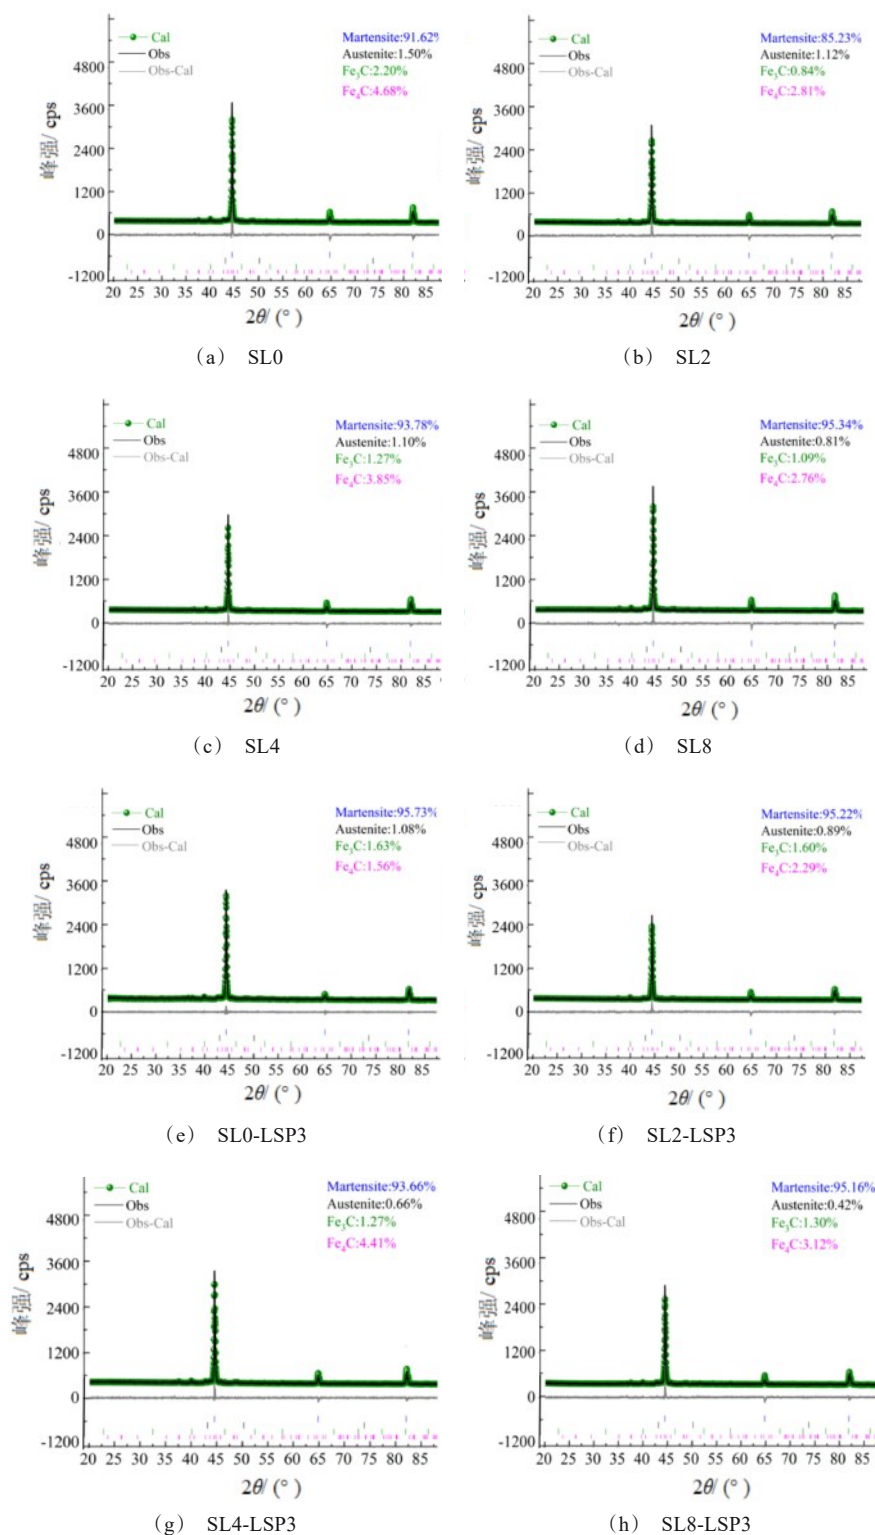 Cal
Obs
Obs-Cal
Martensite:91.62%
Austenite:1.50%
Fe₃C:2.20%
Fe₄C:4.68%
4800
3600
2400
1200
0
-1200
峰强/ cps
20 25 30 35 40 45 50 55 60 65 70 75 80 85
2θ/ (°)
(a) SL0
Cal
Obs
Obs-Cal
Martensite:85.23%
Austenite:1.12%
Fe₃C:0.84%
Fe₄C:2.81%
4800
3600
2400
1200
0
-1200
峰强/ cps
20 25 30 35 40 45 50 55 60 65 70 75 80 85
2θ/ (°)
(b) SL2
Cal
Obs
Obs-Cal
Martensite:93.78%
Austenite:1.10%
Fe₃C:1.27%
Fe₄C:3.85%
4800
3600
2400
1200
0
-1200
峰强/ cps
20 25 30 35 40 45 50 55 60 65 70 75 80 85
2θ/ (°)
(c) SL4
Cal
Obs
Obs-Cal
Martensite:95.34%
Austenite:0.81%
Fe₃C:1.09%
Fe₄C:2.76%
4800
3600
2400
1200
0
-1200
峰强/ cps
20 25 30 35 40 45 50 55 60 65 70 75 80 85
2θ/ (°)
(d) SL8
Cal
Obs
Obs-Cal
Martensite:95.73%
Austenite:1.08%
Fe₃C:1.63%
Fe₄C:1.56%
4800
3600
2400
1200
0
-1200
峰强/ cps
20 25 30 35 40 45 50 55 60 65 70 75 80 85
2θ/ (°)
(e) SL0-LSP3
Cal
Obs
Obs-Cal
Martensite:95.22%
Austenite:0.89%
Fe₃C:1.60%
Fe₄C:2.29%
4800
3600
2400
1200
0
-1200
峰强/ cps
20 25 30 35 40 45 50 55 60 65 70 75 80 85
2θ/ (°)
(f) SL2-LSP3
Cal
Obs
Obs-Cal
Martensite:93.66%
Austenite:0.66%
Fe₃C:1.27%
Fe₄C:4.41%
4800
3600
2400
1200
0
-1200
峰强/ cps
20 25 30 35 40 45 50 55 60 65 70 75 80 85
2θ/ (°)
(g) SL4-LSP3
Cal
Obs
Obs-Cal
Martensite:95.16%
Austenite:0.42%
Fe₃C:1.30%
Fe₄C:3.12%
4800
3600
2400
1200
0
-1200
峰强/ cps
20 25 30 35 40 45 50 55 60 65 70 75 80 85
2θ/ (°)
(h) SL8-LSP3